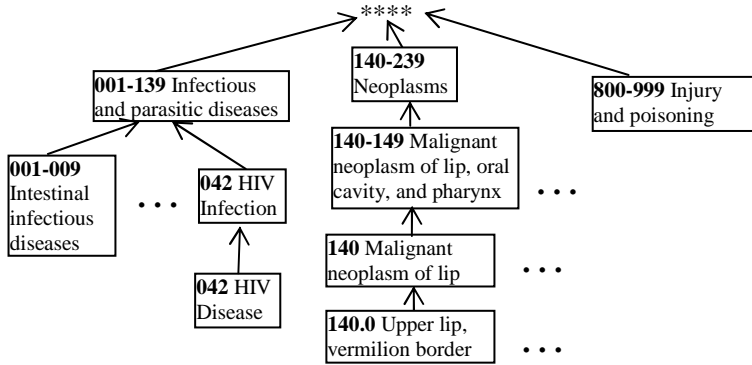 ****
001-139 Infectious
and parasitic diseases
140-239
Neoplasms
800-999 Injury
and poisoning
001-009
Intestinal
infectious
diseases
...
042 HIV
Infection
140-149 Malignant
neoplasm of lip, oral
cavity, and pharynx
...
042 HIV
Disease
140 Malignant
neoplasm of lip
...
140.0 Upper lip,
vermilion border
...